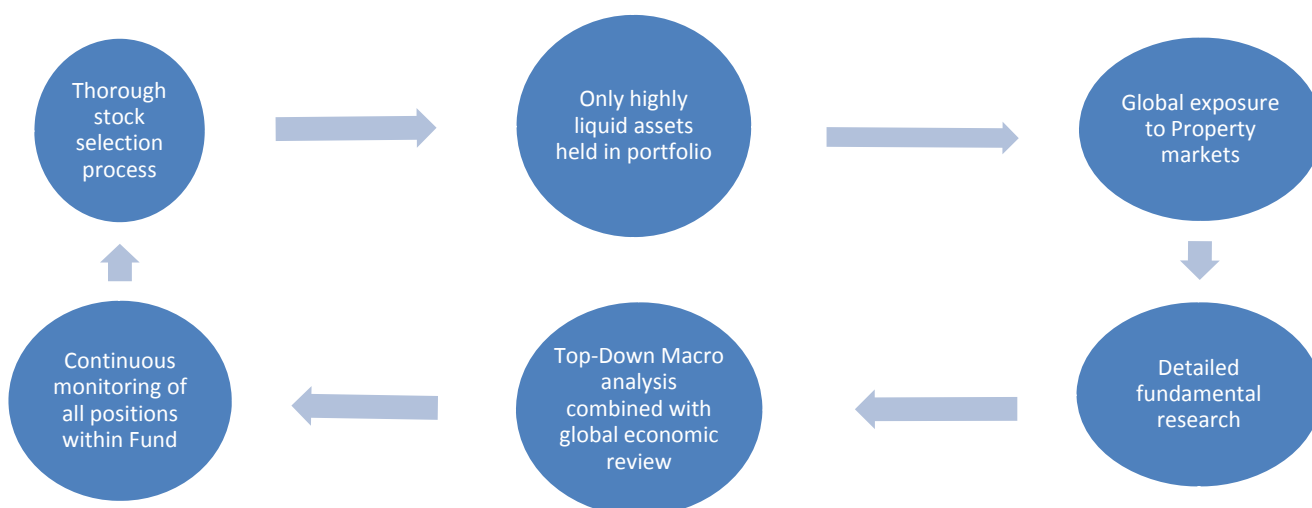 Thorough
stock
selection
process
Only highly
liquid assets
held in portfolio
Global exposure
to Property
markets
Detailed
fundamental
research
Top-Down Macro
analysis
combined with
global economic
review
Continuous
monitoring of
all positions
within Fund